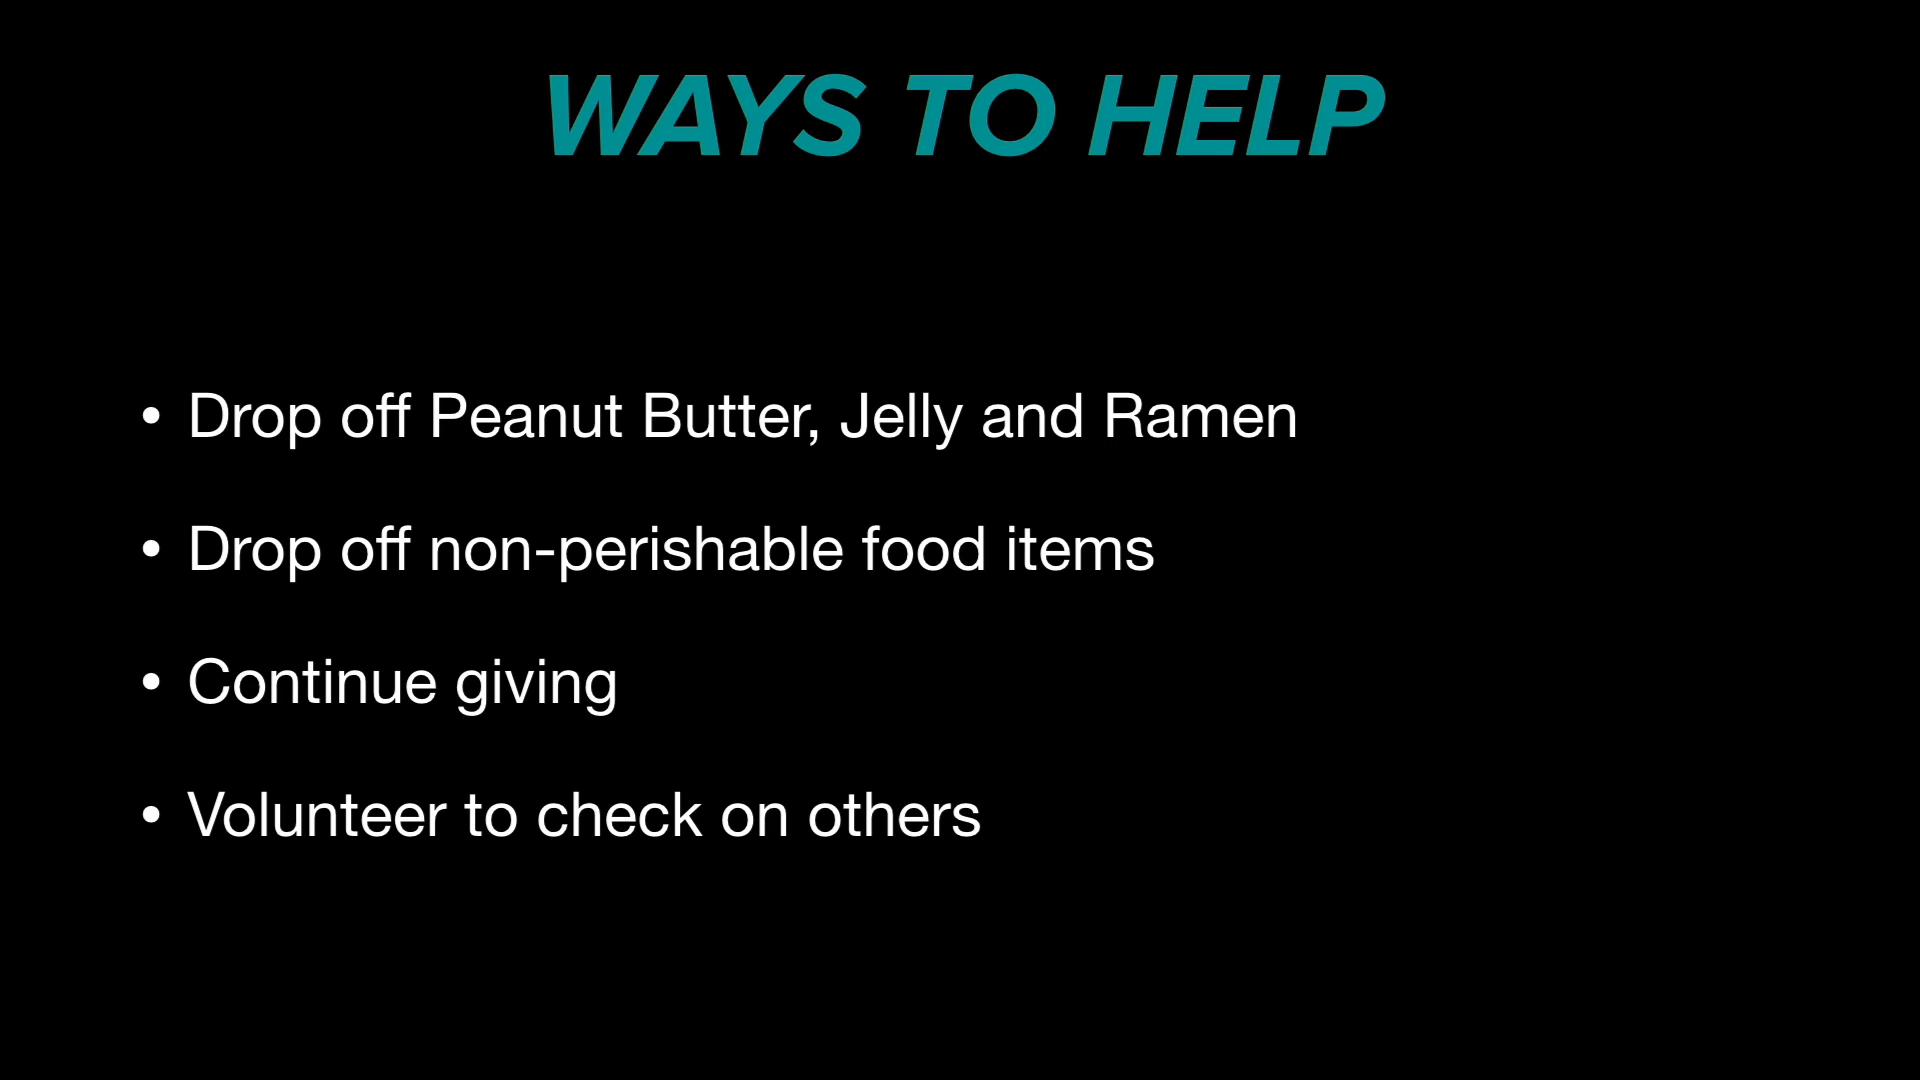 WAYS TO HELP
• Drop off Peanut Butter, Jelly and Ramen
• Drop off non-perishable food items
• Continue giving
• Volunteer to check on others